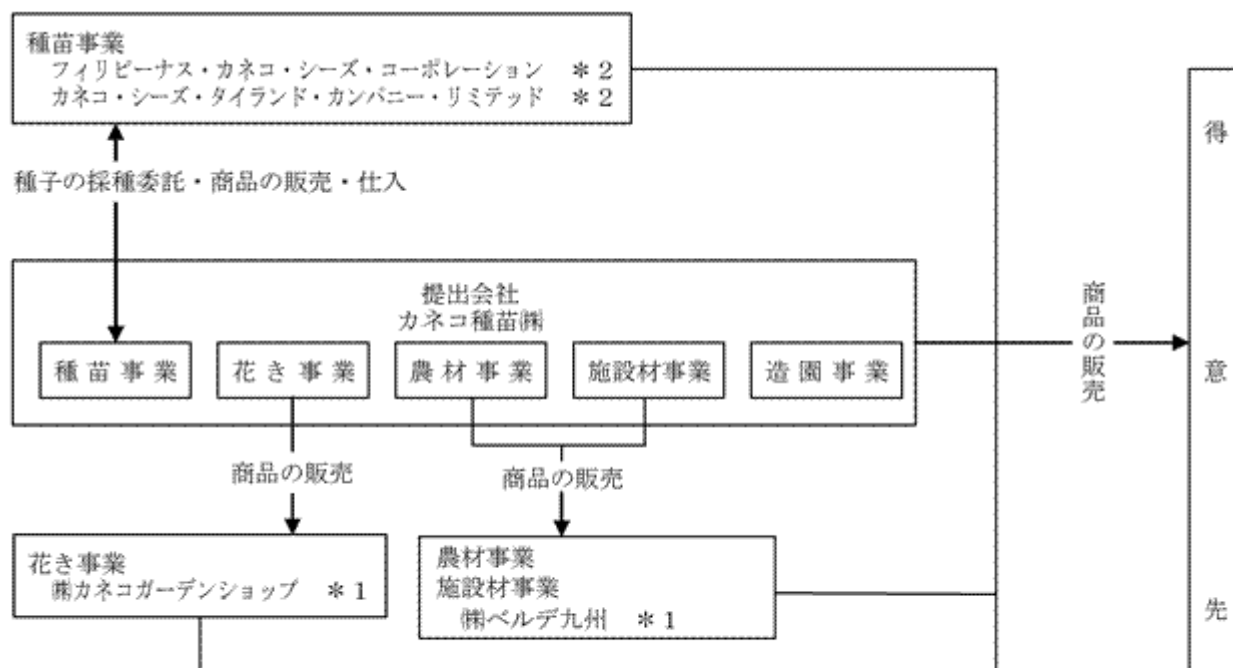 種苗事業
フィリピーナス・カネコ・シーズ・コーポレーション *2
カネコ・シーズ・タイランド・カンパニー・リミテッド *2
種子の採種委託・商品の販売・仕入
提出会社
カネコ種苗㈱
種苗事業
花き事業
農材事業
施設材事業
造園事業
商品の販売
商品の販売
花き事業
㈱カネコガーデンショップ *1
農材事業
施設材事業
㈱ベルデ九州 *1
商品の販売
得意先